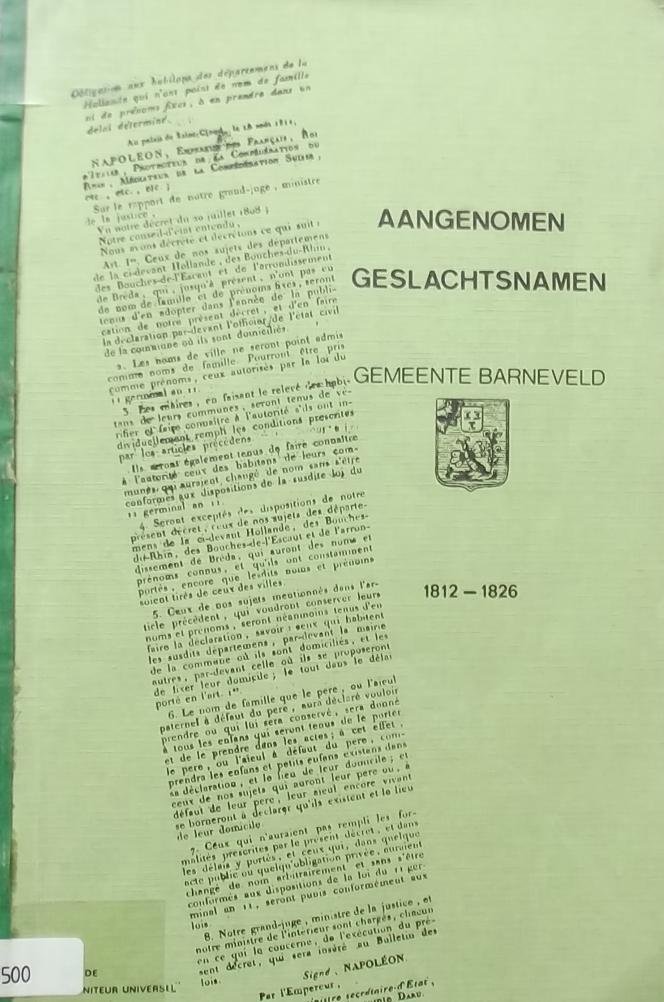 Obligation aux habitans des départemens de la
Hollande qui n'ont point de nom de famille
ni de prénoms fixes, à en prendre dans un
délai déterminé.
Au palais de Saint-Cloud, le 18 août 1811.
NAPOLÉON, EMPEREUR DES FRANÇAIS, ROI
D'ITALIE, PROTECTEUR DE LA CONFÉDÉRATION DU
RHIN, MÉDIATEUR DE LA CONFÉDÉRATION SUISSE,
etc., etc., etc;
Sur le rapport de notre grand-juge, ministre
de la justice,
Vu notre décret du 20 juillet 1808;
Notre conseil-d'état entendu,
Nous avons décrété et décrétons ce qui suit:
Art. 1er. Ceux de nos sujets des départemens
de la ci-devant Hollande, des Bouches-du-Rhin,
des Bouches-de-l'Escaut et de l'arrondissement
de Bréda, qui, jusqu'à présent, n'ont pas eu
de nom de famille et de prénoms fixes, seront
tenus d'en adopter dans l'année de la publi-
cation de notre présent décret, et d'en faire
la déclaration par-devant l'officier de l'état civil
de la commune où ils sont domiciliés.
2. Les noms de ville ne seront point admis
comme noms de famille. Pourront être pris
comme prénoms, ceux autorisés par la loi du
11 germinal an 11.
3. Les maires, en faisant le relevé des habi-
tans de leurs communes, seront tenus de vé-
rifier et faire connaître à l'autorité s'ils ont in-
dividuellement rempli les conditions prescrites
par les articles précédens.
Ils seront également tenus de faire connaître
à l'autorité ceux des habitans de leurs com-
munes qui auraient changé de nom sans s'être
conformés aux dispositions de la susdite loi du
11 germinal an 11.
4. Seront exceptés des dispositions de notre
présent décret, ceux de nos sujets des départe-
mens de la ci-devant Hollande, des Bouches-
du-Rhin, des Bouches-de-l'Escaut et de l'arron-
dissement de Bréda, qui auront des noms et
prénoms connus, et qu'ils ont constamment
portés, encore que lesdits noms et prénoms
soient tirés de ceux des villes.
5. Ceux de nos sujets mentionnés dans l'ar-
ticle précédent, qui voudront conserver leurs
noms et prénoms, seront néanmoins tenus d'en
faire la déclaration, savoir: ceux qui habitent
les susdits départemens, par-devant la mairie
de la commune où ils sont domiciliés, et les
autres, par-devant celle où ils se proposeront
de fixer leur domicile; le tout dans le délai
porté en l'art. 1er.
6. Le nom de famille que le pere, ou l'aïeul
paternel à défaut du pere, aura déclaré vouloir
prendre ou qui lui sera conservé, sera donné
à tous les enfans qui seront tenus de le porter
et de le prendre dans les actes; à cet effet,
le pere, ou l'aïeul à défaut du pere, com-
prendra les enfans et petits enfans existans dans
sa déclaration, et le lieu de leur domicile; et
ceux de nos sujets qui auront leur pere ou, à
défaut de leur pere, leur aïeul encore vivant
se borneront à déclarer qu'ils existent et le lieu
de leur domicile.
7. Ceux qui n'auraient pas rempli les for-
malités prescrites par le présent décret, et dans
les délais y portés, et ceux qui, dans quelque
acte public ou quelqu'obligation privée, auraient
changé de nom arbitrairement et sans s'être
conformés aux dispositions de la loi du 11 ger-
minal an 11, seront punis conformément aux
lois.
8. Notre grand-juge, ministre de la justice, et
notre ministre de l'intérieur sont chargés, chacun
en ce qui le concerne, de l'exécution du pré-
sent décret, qui sera inséré au Bulletin des
lois.
Signé, NAPOLÉON.
Par l'Empereur,
secrétaire-d'Etat,
DARU.
AANGENOMEN
GESLACHTSNAMEN
GEMEENTE BARNEVELD
1812 — 1826
500
DE
NITEUR UNIVERSEL"